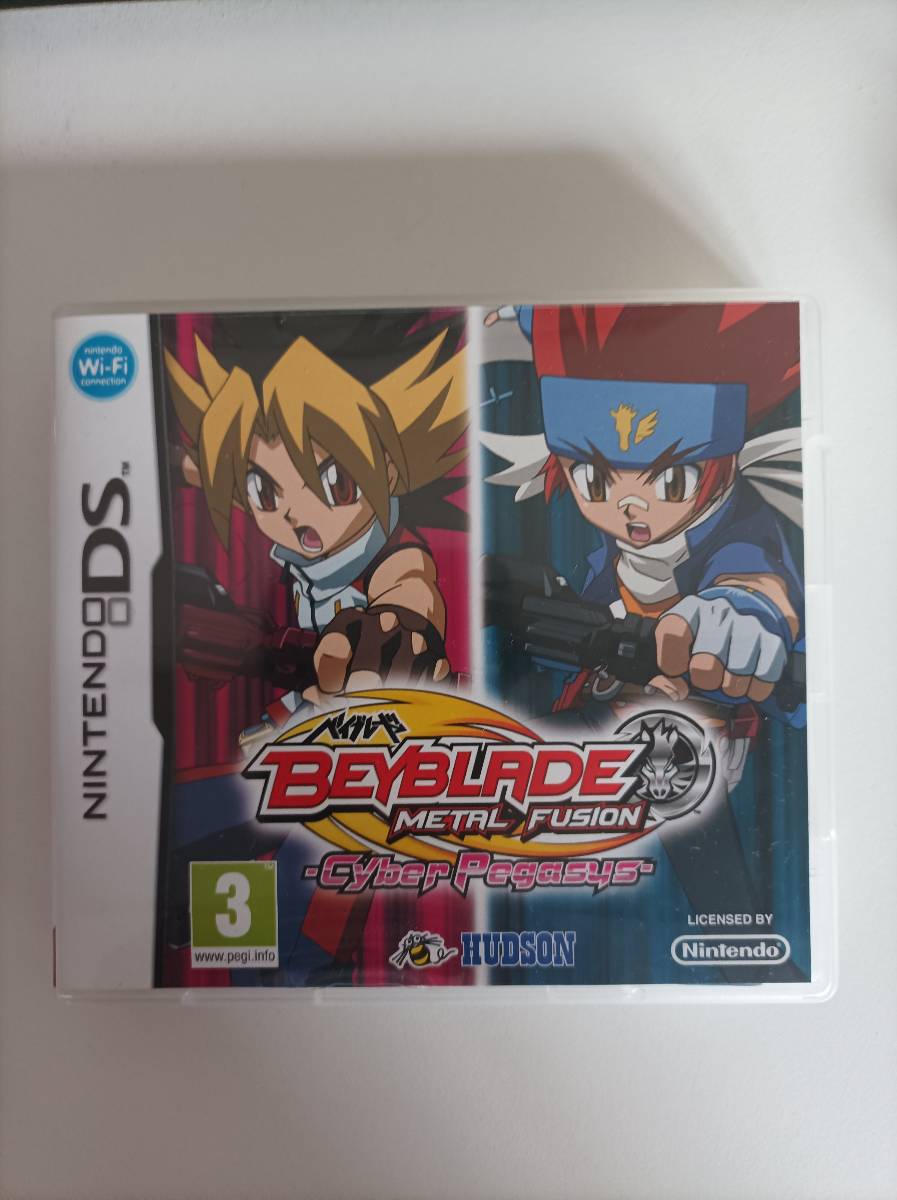 nintendo
Wi-Fi
connection
NINTENDO DS™
ベイブレード
BEYBLADE
METAL FUSION
-Cyber Pegasys-
3
www.pegi.info
HUDSON
LICENSED BY
Nintendo